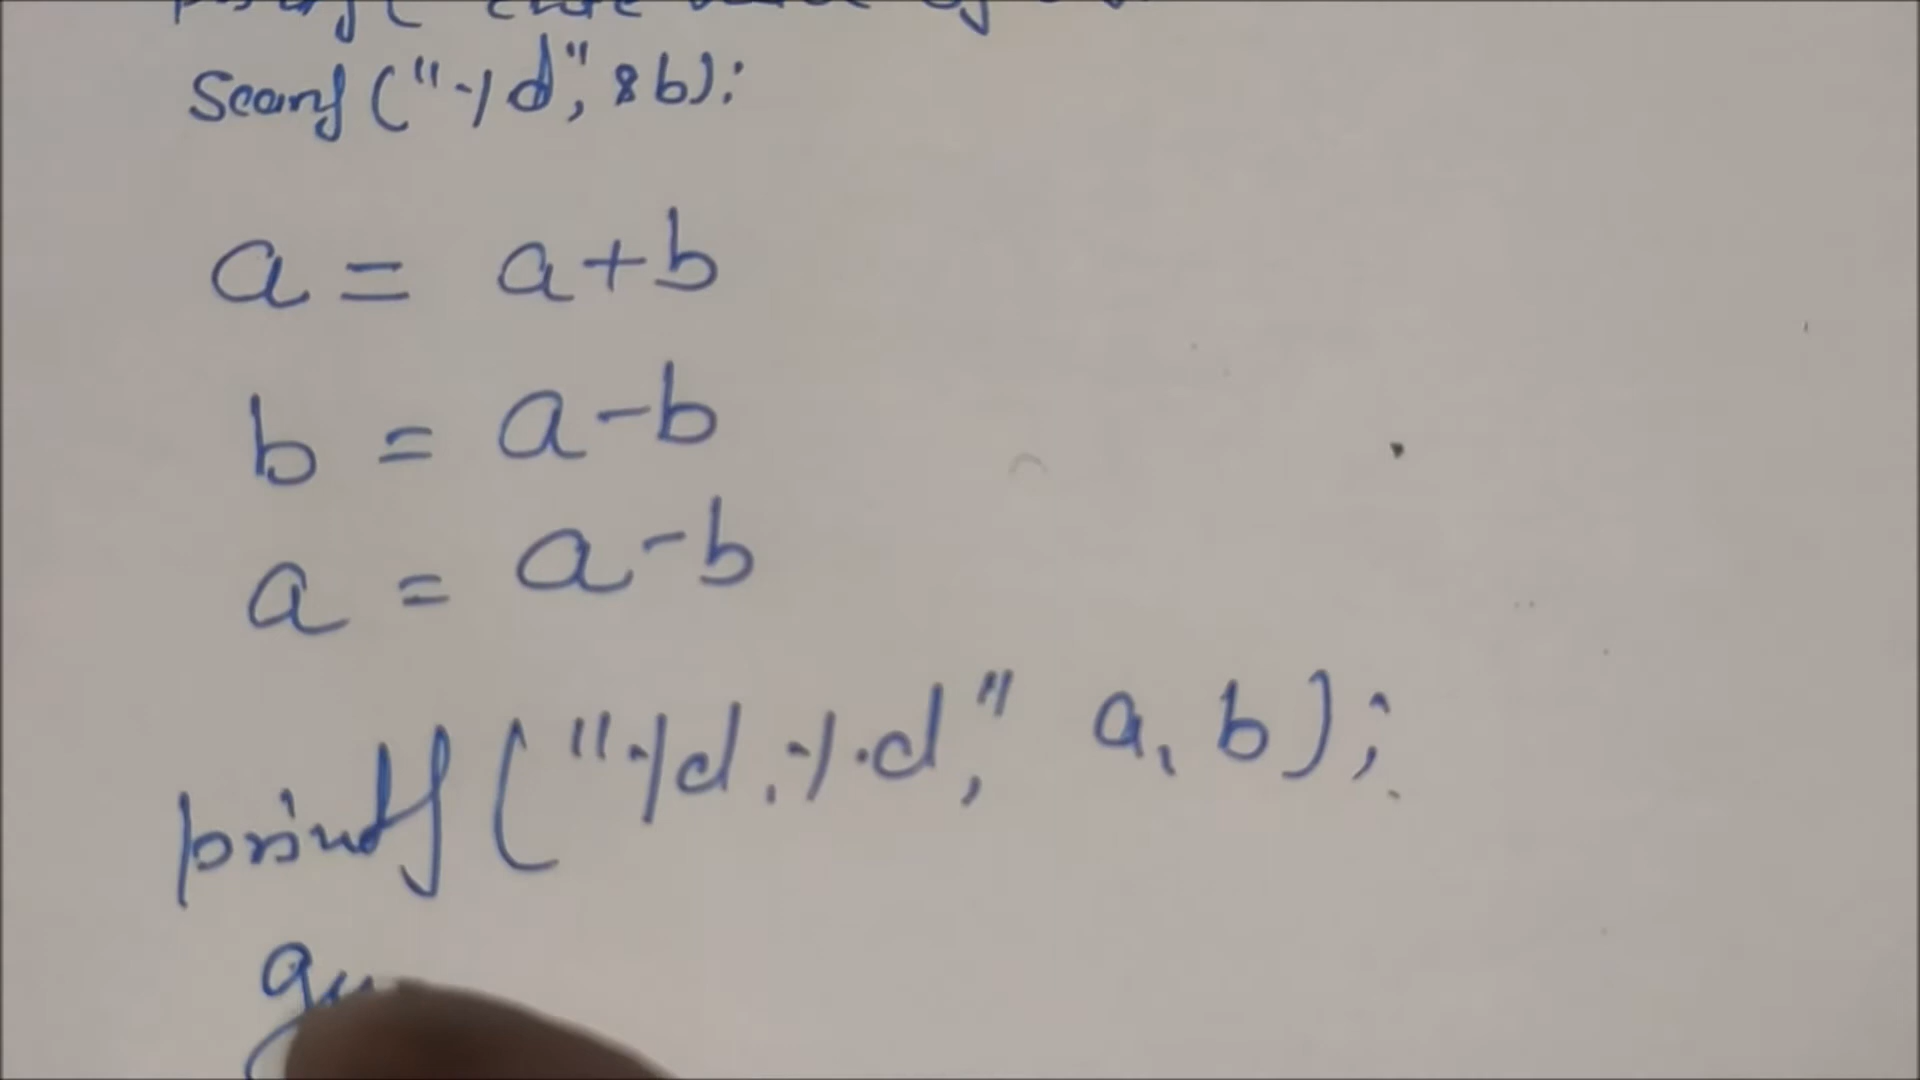 Scanf ("%d", &b);
a = a+b
b = a-b
a = a-b
printf ("%d, %d," a, b);